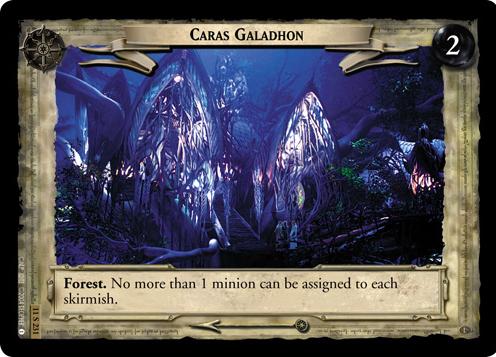 CARAS GALADHON
2
Forest. No more than 1 minion can be assigned to each
skirmish.
11 S 231